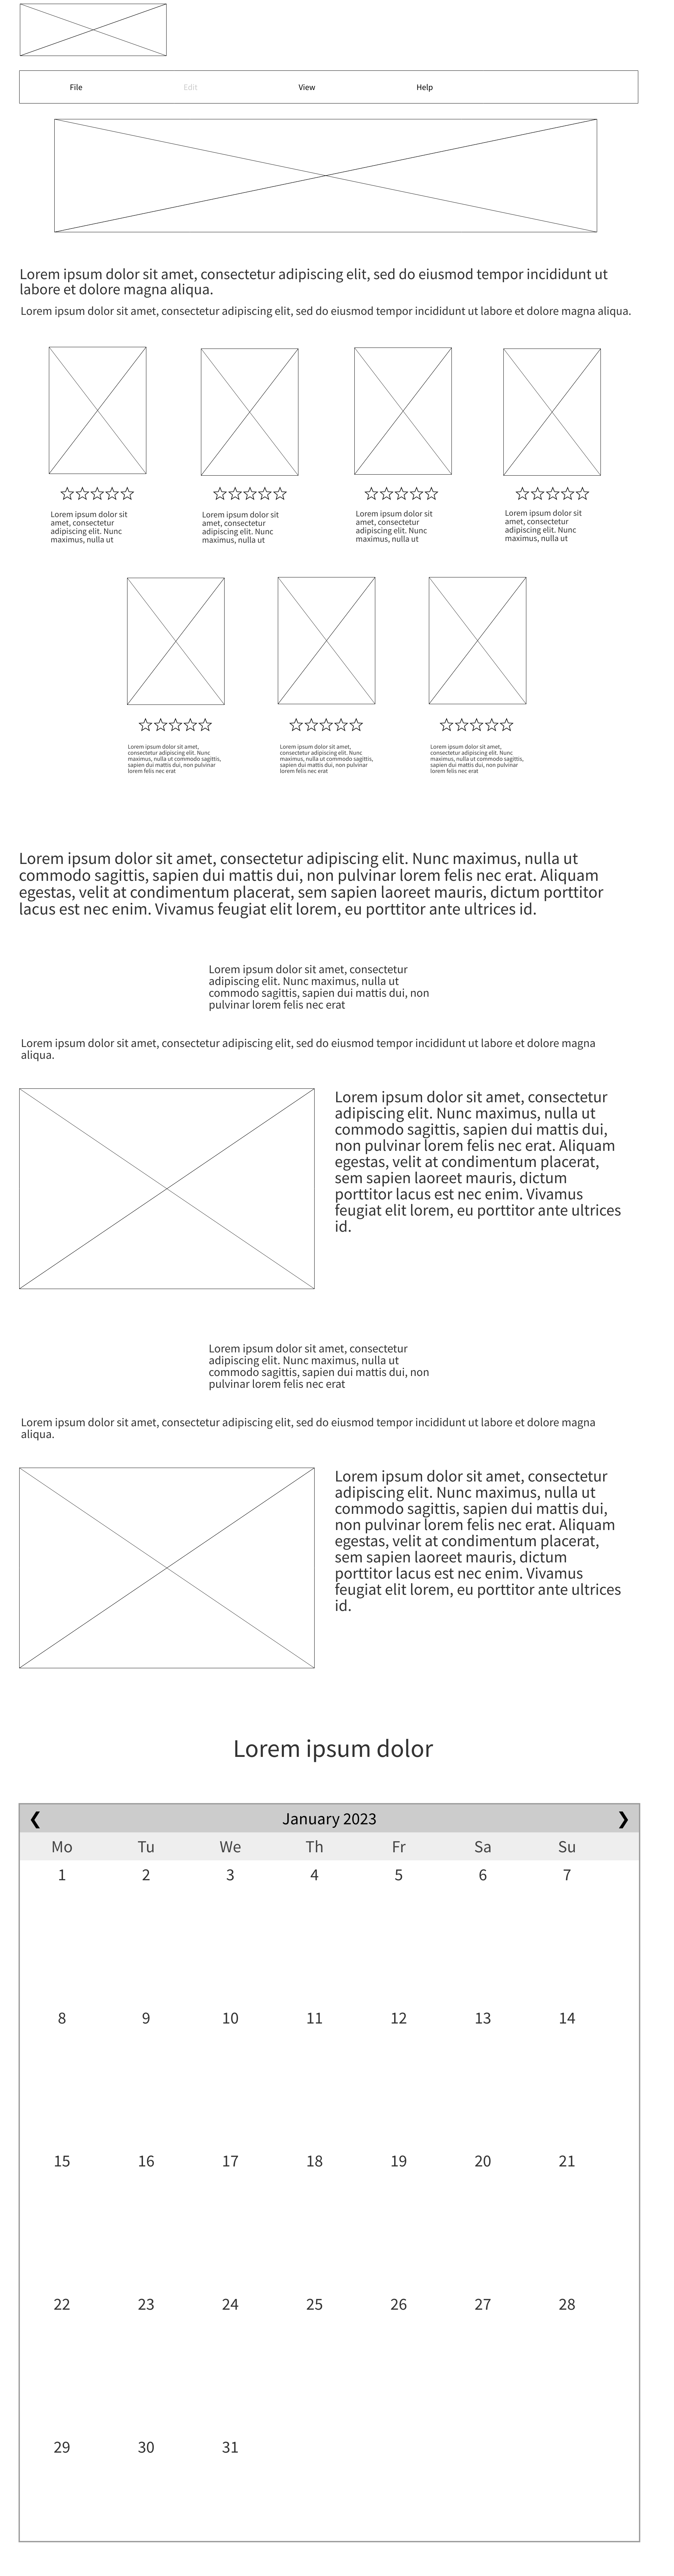 File Edit View Help
Lorem ipsum dolor sit amet, consectetur adipiscing elit, sed do eiusmod tempor incididunt ut
labore et dolore magna aliqua.
Lorem ipsum dolor sit amet, consectetur adipiscing elit, sed do eiusmod tempor incididunt ut labore et dolore magna aliqua.
Lorem ipsum dolor sit
amet, consectetur
adipiscing elit. Nunc
maximus, nulla ut
Lorem ipsum dolor sit
amet, consectetur
adipiscing elit. Nunc
maximus, nulla ut
Lorem ipsum dolor sit
amet, consectetur
adipiscing elit. Nunc
maximus, nulla ut
Lorem ipsum dolor sit
amet, consectetur
adipiscing elit. Nunc
maximus, nulla ut
Lorem ipsum dolor sit amet,
consectetur adipiscing elit. Nunc
maximus, nulla ut commodo sagittis,
sapien dui mattis dui, non pulvinar
lorem felis nec erat
Lorem ipsum dolor sit amet,
consectetur adipiscing elit. Nunc
maximus, nulla ut commodo sagittis,
sapien dui mattis dui, non pulvinar
lorem felis nec erat
Lorem ipsum dolor sit amet,
consectetur adipiscing elit. Nunc
maximus, nulla ut commodo sagittis,
sapien dui mattis dui, non pulvinar
lorem felis nec erat
Lorem ipsum dolor sit amet, consectetur adipiscing elit. Nunc maximus, nulla ut
commodo sagittis, sapien dui mattis dui, non pulvinar lorem felis nec erat. Aliquam
egestas, velit at condimentum placerat, sem sapien laoreet mauris, dictum porttitor
lacus est nec enim. Vivamus feugiat elit lorem, eu porttitor ante ultrices id.
Lorem ipsum dolor sit amet, consectetur
adipiscing elit. Nunc maximus, nulla ut
commodo sagittis, sapien dui mattis dui, non
pulvinar lorem felis nec erat
Lorem ipsum dolor sit amet, consectetur adipiscing elit, sed do eiusmod tempor incididunt ut labore et dolore magna
aliqua.
Lorem ipsum dolor sit amet, consectetur
adipiscing elit. Nunc maximus, nulla ut
commodo sagittis, sapien dui mattis dui,
non pulvinar lorem felis nec erat. Aliquam
egestas, velit at condimentum placerat,
sem sapien laoreet mauris, dictum
porttitor lacus est nec enim. Vivamus
feugiat elit lorem, eu porttitor ante ultrices
id.
Lorem ipsum dolor sit amet, consectetur
adipiscing elit. Nunc maximus, nulla ut
commodo sagittis, sapien dui mattis dui, non
pulvinar lorem felis nec erat
Lorem ipsum dolor sit amet, consectetur adipiscing elit, sed do eiusmod tempor incididunt ut labore et dolore magna
aliqua.
Lorem ipsum dolor sit amet, consectetur
adipiscing elit. Nunc maximus, nulla ut
commodo sagittis, sapien dui mattis dui,
non pulvinar lorem felis nec erat. Aliquam
egestas, velit at condimentum placerat,
sem sapien laoreet mauris, dictum
porttitor lacus est nec enim. Vivamus
feugiat elit lorem, eu porttitor ante ultrices
id.
Lorem ipsum dolor
❮ January 2023 ❯
Mo Tu We Th Fr Sa Su
1 2 3 4 5 6 7
8 9 10 11 12 13 14
15 16 17 18 19 20 21
22 23 24 25 26 27 28
29 30 31